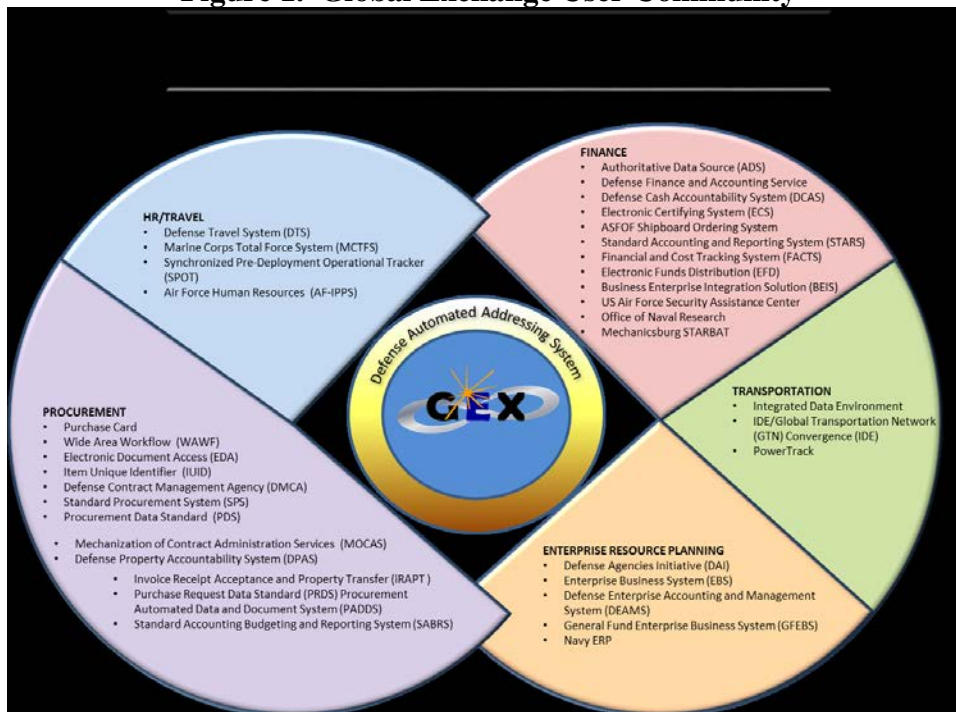 Figure 1. Global Exchange User Community
HR/TRAVEL
• Defense Travel System (DTS)
• Marine Corps Total Force System (MCTFS)
• Synchronized Pre-Deployment Operational Tracker
(SPOT)
• Air Force Human Resources (AF-IPPS)
FINANCE
• Authoritative Data Source (ADS)
• Defense Finance and Accounting Service
• Defense Cash Accountability System (DCAS)
• Electronic Certifying System (ECS)
• ASFOF Shipboard Ordering System
• Standard Accounting and Reporting System (STARS)
• Financial and Cost Tracking System (FACTS)
• Electronic Funds Distribution (EFD)
• Business Enterprise Integration Solution (BEIS)
• US Air Force Security Assistance Center
• Office of Naval Research
• Mechanicsburg STARBAT
Defense Automated Addressing System
GEX
TRANSPORTATION
• Integrated Data Environment
• IDE/Global Transportation Network
(GTN) Convergence (IDE)
• PowerTrack
PROCUREMENT
• Purchase Card
• Wide Area Workflow (WAWF)
• Electronic Document Access (EDA)
• Item Unique Identifier (IUID)
• Defense Contract Management Agency (DMCA)
• Standard Procurement System (SPS)
• Procurement Data Standard (PDS)
• Mechanization of Contract Administration Services (MOCAS)
• Defense Property Accountability System (DPAS)
• Invoice Receipt Acceptance and Property Transfer (iRAPT )
• Purchase Request Data Standard (PRDS) Procurement
Automated Data and Document System (PADDS)
• Standard Accounting Budgeting and Reporting System (SABRS)
ENTERPRISE RESOURCE PLANNING
• Defense Agencies Initiative (DAI)
• Enterprise Business System (EBS)
• Defense Enterprise Accounting and Management
System (DEAMS)
• General Fund Enterprise Business System (GFEBS)
• Navy ERP